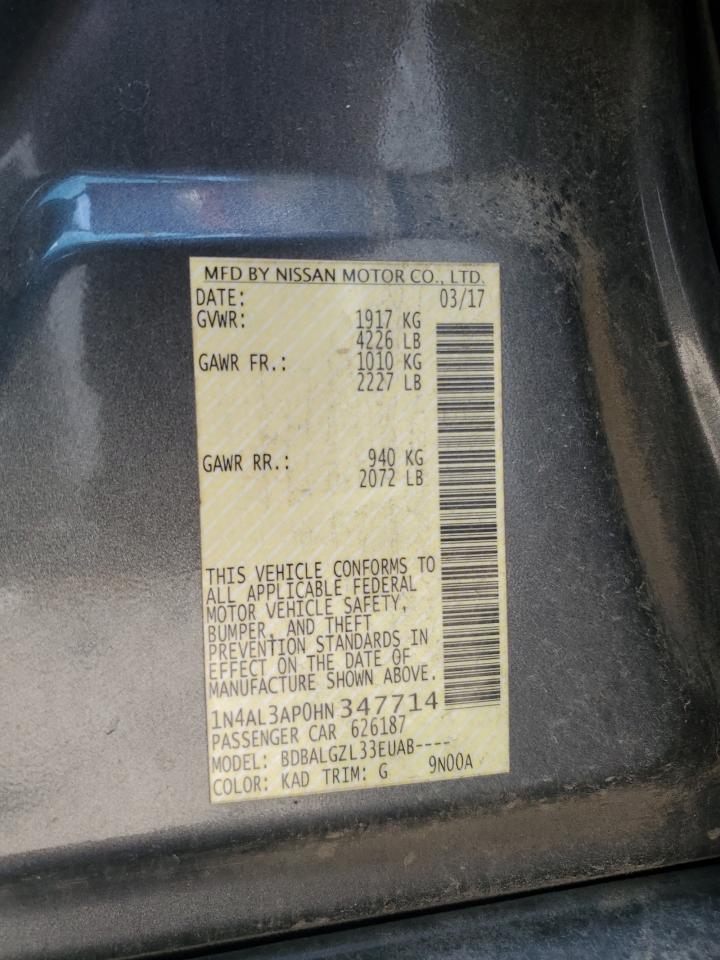 MFD BY NISSAN MOTOR CO., LTD.
DATE: 03/17
GVWR: 1917 KG
4226 LB
GAWR FR.: 1010 KG
2227 LB
GAWR RR.: 940 KG
2072 LB
THIS VEHICLE CONFORMS TO
ALL APPLICABLE FEDERAL
MOTOR VEHICLE SAFETY,
BUMPER, AND THEFT
PREVENTION STANDARDS IN
EFFECT ON THE DATE OF
MANUFACTURE SHOWN ABOVE.
1N4AL3AP0HN 347714
PASSENGER CAR 626187
MODEL: BDBALGZL33EUAB----
COLOR: KAD TRIM: G 9N00A